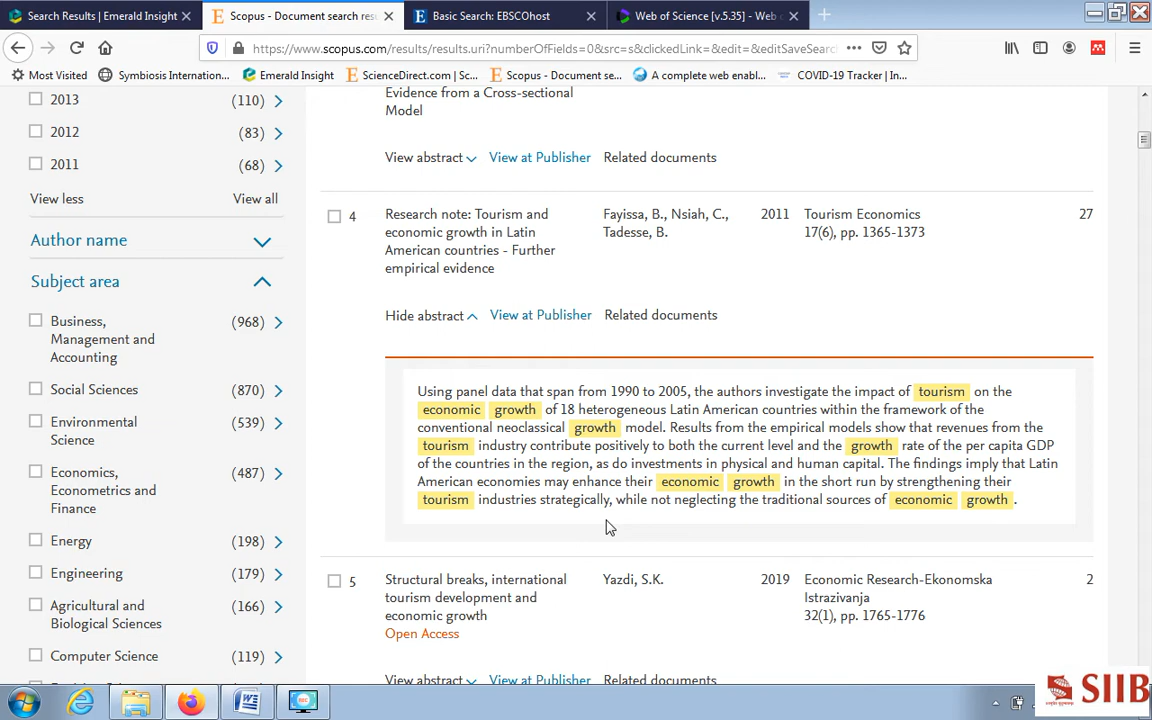 Search Results | Emerald Insight
Scopus - Document search resu
Basic Search: EBSCOhost
Web of Science [v.5.35] - Web
https://www.scopus.com/results/results.uri?numberOfFields=0&src=s&clickedLink=&edit=&editSaveSearc
Most Visited
Symbiosis Internation...
Emerald Insight
ScienceDirect.com | Sc...
Scopus - Document se...
A complete web enabl...
COVID-19 Tracker | In...
2013 (110)
2012 (83)
2011 (68)
View less View all
Author name
Subject area
Business, (968)
Management and
Accounting
Social Sciences (870)
Environmental (539)
Science
Economics, (487)
Econometrics and
Finance
Energy (198)
Engineering (179)
Agricultural and (166)
Biological Sciences
Computer Science (119)
Evidence from a Cross-sectional
Model
View abstract View at Publisher Related documents
4 Research note: Tourism and Fayissa, B., Nsiah, C., 2011 Tourism Economics 27
economic growth in Latin Tadesse, B. 17(6), pp. 1365-1373
American countries - Further
empirical evidence
Hide abstract View at Publisher Related documents
Using panel data that span from 1990 to 2005, the authors investigate the impact of tourism on the
economic growth of 18 heterogeneous Latin American countries within the framework of the
conventional neoclassical growth model. Results from the empirical models show that revenues from the
tourism industry contribute positively to both the current level and the growth rate of the per capita GDP
of the countries in the region, as do investments in physical and human capital. The findings imply that Latin
American economies may enhance their economic growth in the short run by strengthening their
tourism industries strategically, while not neglecting the traditional sources of economic growth.
5 Structural breaks, international Yazdi, S.K. 2019 Economic Research-Ekonomska 2
tourism development and Istrazivanja
economic growth 32(1), pp. 1765-1776
Open Access
View abstract View at Publisher Related documents
SIIB